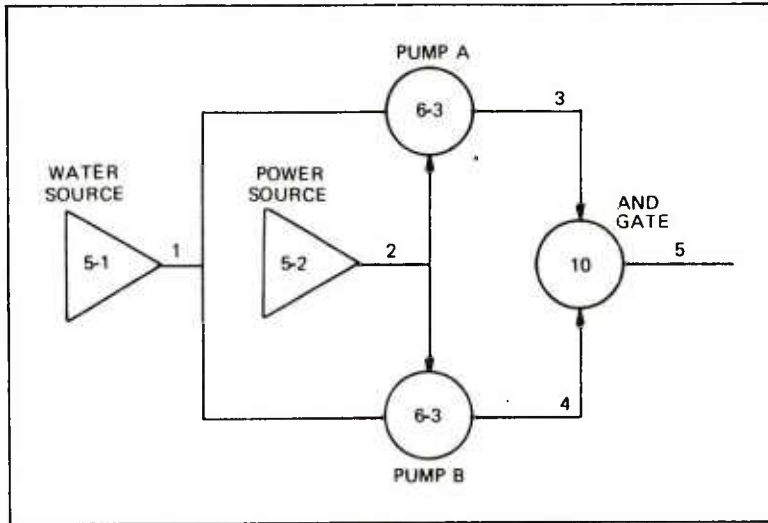 PUMP A
6-3
3
WATER
SOURCE
5-1
1
POWER
SOURCE
5-2
2
AND
GATE
10
5
6-3
4
PUMP B